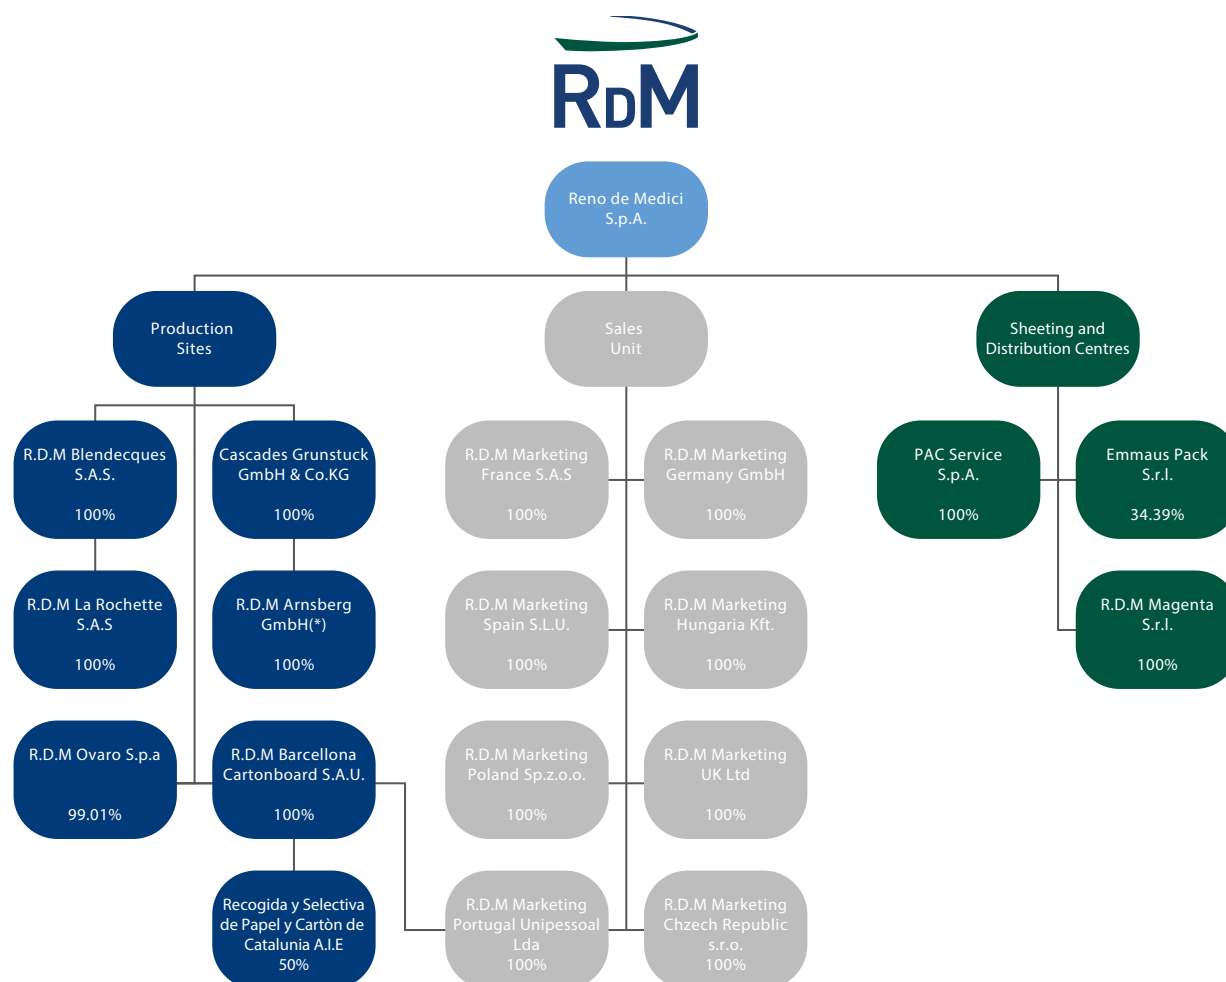 RDM
Reno de Medici
S.p.A.
Production
Sites
Sales
Unit
Sheeting and
Distribution Centres
R.D.M Blendecques
S.A.S.
100%
Cascades Grunstuck
GmbH & Co.KG
100%
R.D.M Marketing
France S.A.S
100%
R.D.M Marketing
Germany GmbH
100%
PAC Service
S.p.A.
100%
Emmaus Pack
S.r.l.
34.39%
R.D.M La Rochette
S.A.S
100%
R.D.M Arnsberg
GmbH(*)
100%
R.D.M Marketing
Spain S.L.U.
100%
R.D.M Marketing
Hungaria Kft.
100%
R.D.M Magenta
S.r.l.
100%
R.D.M Ovaro S.p.a
99.01%
R.D.M Barcellona
Cartonboard S.A.U.
100%
R.D.M Marketing
Poland Sp.z.o.o.
100%
R.D.M Marketing
UK Ltd
100%
Recogida y Selectiva
de Papel y Cartòn de
Catalunia A.I.E
50%
R.D.M Marketing
Portugal Unipessoal
Lda
100%
R.D.M Marketing
Chzech Republic
s.r.o.
100%